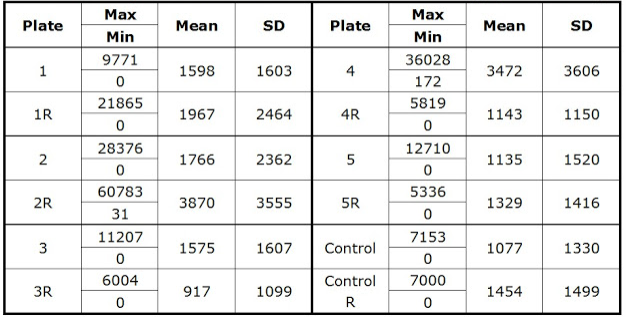 Plate Max Mean SD Plate Max Mean SD
Min Min
1 9771 1598 1603 4 36028 3472 3606
0 172
1R 21865 1967 2464 4R 5819 1143 1150
0 0
2 28376 1766 2362 5 12710 1135 1520
0 0
2R 60783 3870 3555 5R 5336 1329 1416
31 0
3 11207 1575 1607 Control 7153 1077 1330
0 0
3R 6004 917 1099 Control R 7000 1454 1499
0 0